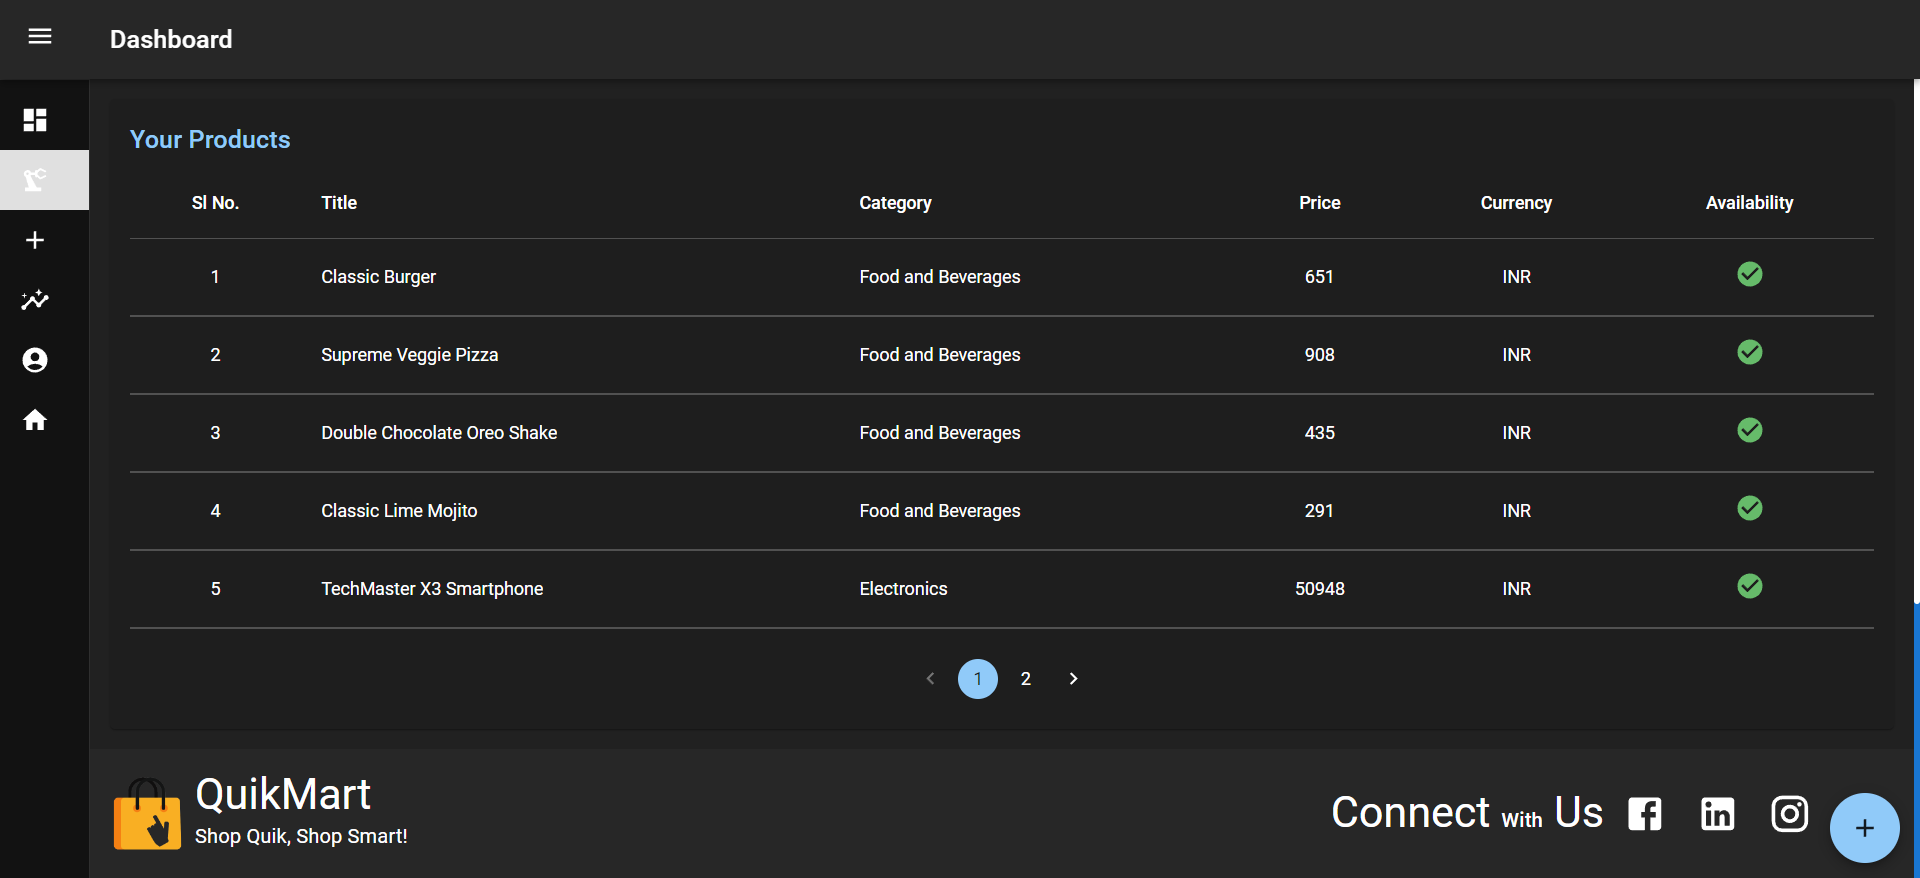 Dashboard
Your Products
Sl No. Title Category Price Currency Availability
1 Classic Burger Food and Beverages 651 INR
2 Supreme Veggie Pizza Food and Beverages 908 INR
3 Double Chocolate Oreo Shake Food and Beverages 435 INR
4 Classic Lime Mojito Food and Beverages 291 INR
5 TechMaster X3 Smartphone Electronics 50948 INR
1 2
QuikMart
Shop Quik, Shop Smart!
Connect With Us